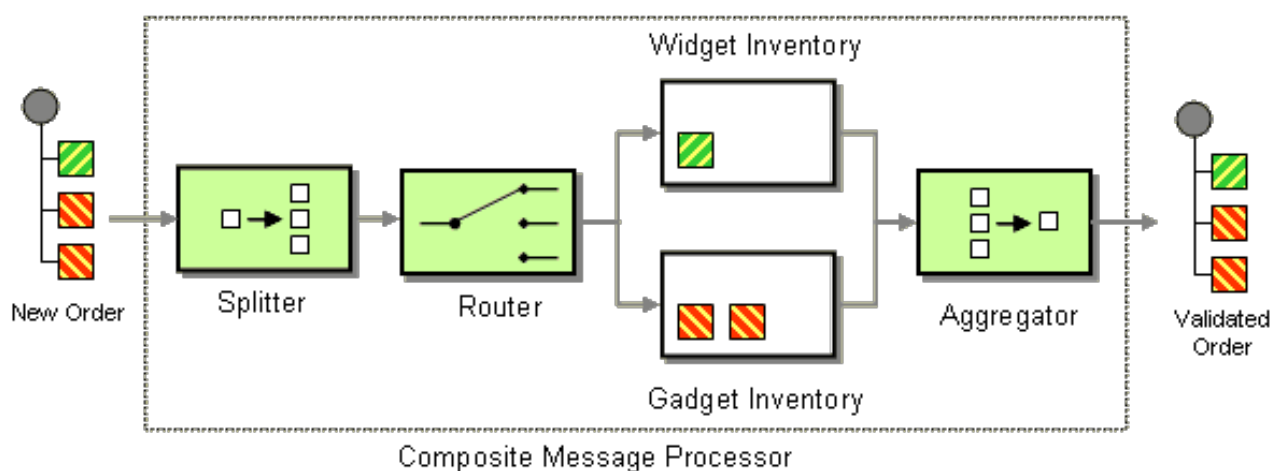 Widget Inventory
New Order
Splitter
Router
Aggregator
Validated
Order
Gadget Inventory
Composite Message Processor